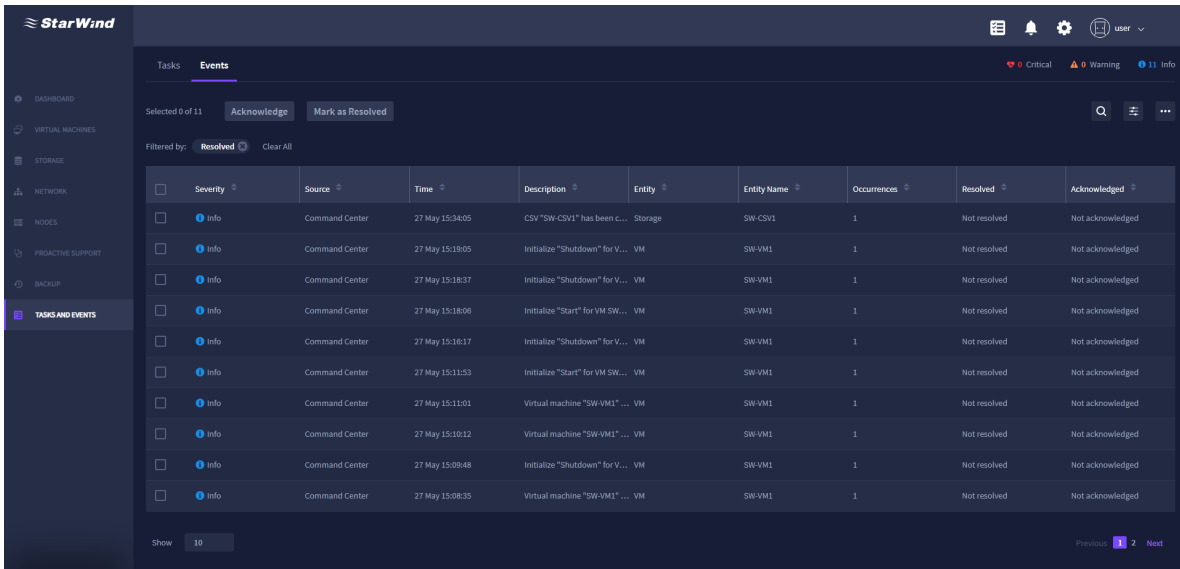 StarWind
user
Tasks Events
0 Critical 0 Warning 11 Info
DASHBOARD
VIRTUAL MACHINES
STORAGE
NETWORK
NODES
PROACTIVE SUPPORT
BACKUP
TASKS AND EVENTS
Selected 0 of 11 Acknowledge Mark as Resolved
Filtered by: Resolved Clear All
Severity Source Time Description Entity Entity Name Occurrences Resolved Acknowledged
Info Command Center 27 May 15:34:05 CSV "SW-CSV1" has been c... Storage SW-CSV1 1 Not resolved Not acknowledged
Info Command Center 27 May 15:19:05 Initialize "Shutdown" for V... VM SW-VM1 1 Not resolved Not acknowledged
Info Command Center 27 May 15:18:37 Initialize "Shutdown" for V... VM SW-VM1 1 Not resolved Not acknowledged
Info Command Center 27 May 15:18:06 Initialize "Start" for VM SW... VM SW-VM1 1 Not resolved Not acknowledged
Info Command Center 27 May 15:16:17 Initialize "Shutdown" for V... VM SW-VM1 1 Not resolved Not acknowledged
Info Command Center 27 May 15:11:53 Initialize "Start" for VM SW... VM SW-VM1 1 Not resolved Not acknowledged
Info Command Center 27 May 15:11:01 Virtual machine "SW-VM1" ... VM SW-VM1 1 Not resolved Not acknowledged
Info Command Center 27 May 15:10:12 Virtual machine "SW-VM1" ... VM SW-VM1 1 Not resolved Not acknowledged
Info Command Center 27 May 15:09:48 Initialize "Shutdown" for V... VM SW-VM1 1 Not resolved Not acknowledged
Info Command Center 27 May 15:08:35 Virtual machine "SW-VM1" ... VM SW-VM1 1 Not resolved Not acknowledged
Show 10
Previous 1 2 Next